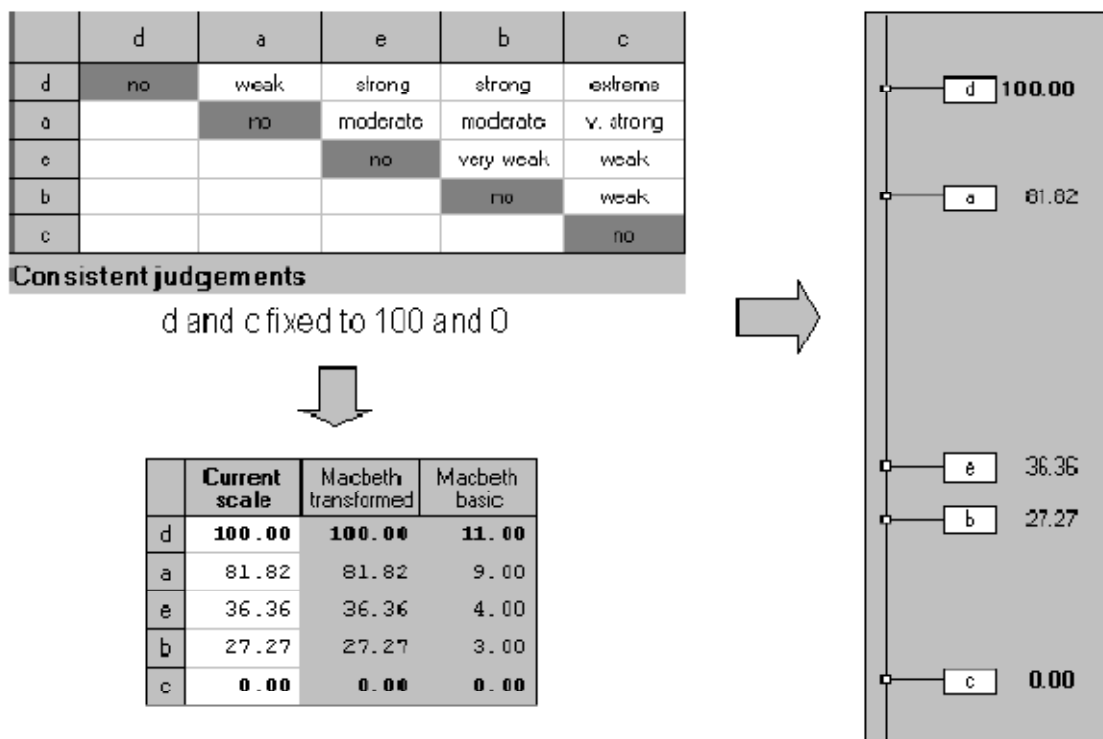 d a e b c
d no weak strong strong extreme
a no moderate moderate v. strong
e no very weak weak
b no weak
c no
Consistent judgements
d and c fixed to 100 and 0
Current scale Macbeth transformed Macbeth basic
d 100.00 100.00 11.00
a 81.82 81.82 9.00
e 36.36 36.36 4.00
b 27.27 27.27 3.00
c 0.00 0.00 0.00
d 100.00
a 81.82
e 36.36
b 27.27
c 0.00